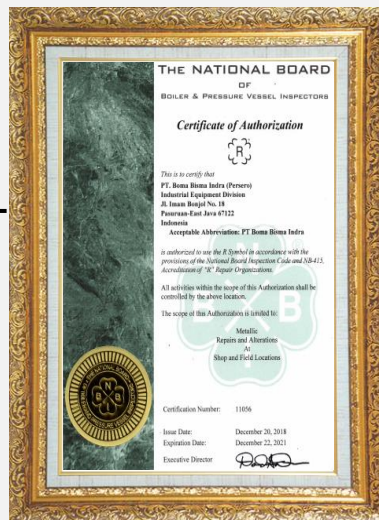 THE NATIONAL BOARD
OF
BOILER & PRESSURE VESSEL INSPECTORS
Certificate of Authorization
R
This is to certify that
PT. Boma Bisma Indra (Persero)
Industrial Equipment Division
Jl. Imam Bonjol No. 18
Pasuruan-East Java 67122
Indonesia
Acceptable Abbreviation: PT Boma Bisma Indra
is authorized to use the R Symbol in accordance with the
provisions of the National Board Inspection Code and NB-415,
Accreditation of "R" Repair Organizations.
All activities within the scope of this Authorization shall be
controlled by the above location.
The scope of this Authorization is limited to:
Metallic
Repairs and Alterations
At
Shop and Field Locations
Certification Number: 11056
Issue Date: December 20, 2018
Expiration Date: December 22, 2021
Executive Director
N
B B